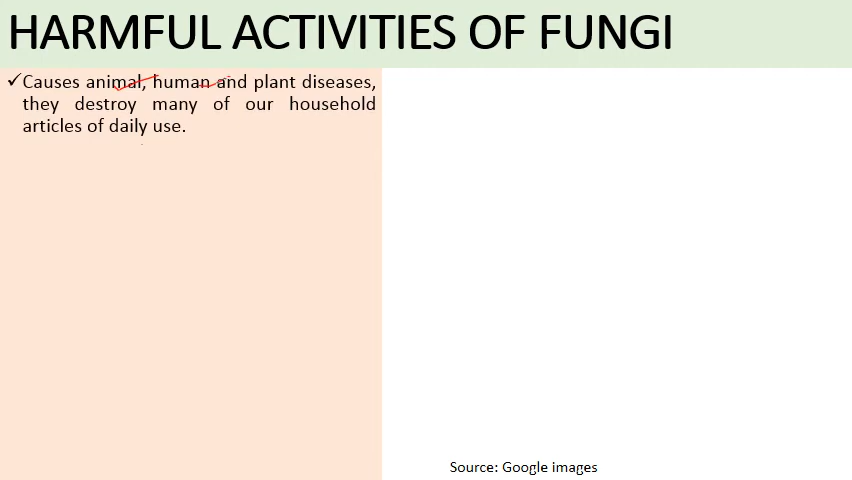 HARMFUL ACTIVITIES OF FUNGI
✓Causes animal, human and plant diseases,
they destroy many of our household
articles of daily use.
Source: Google images